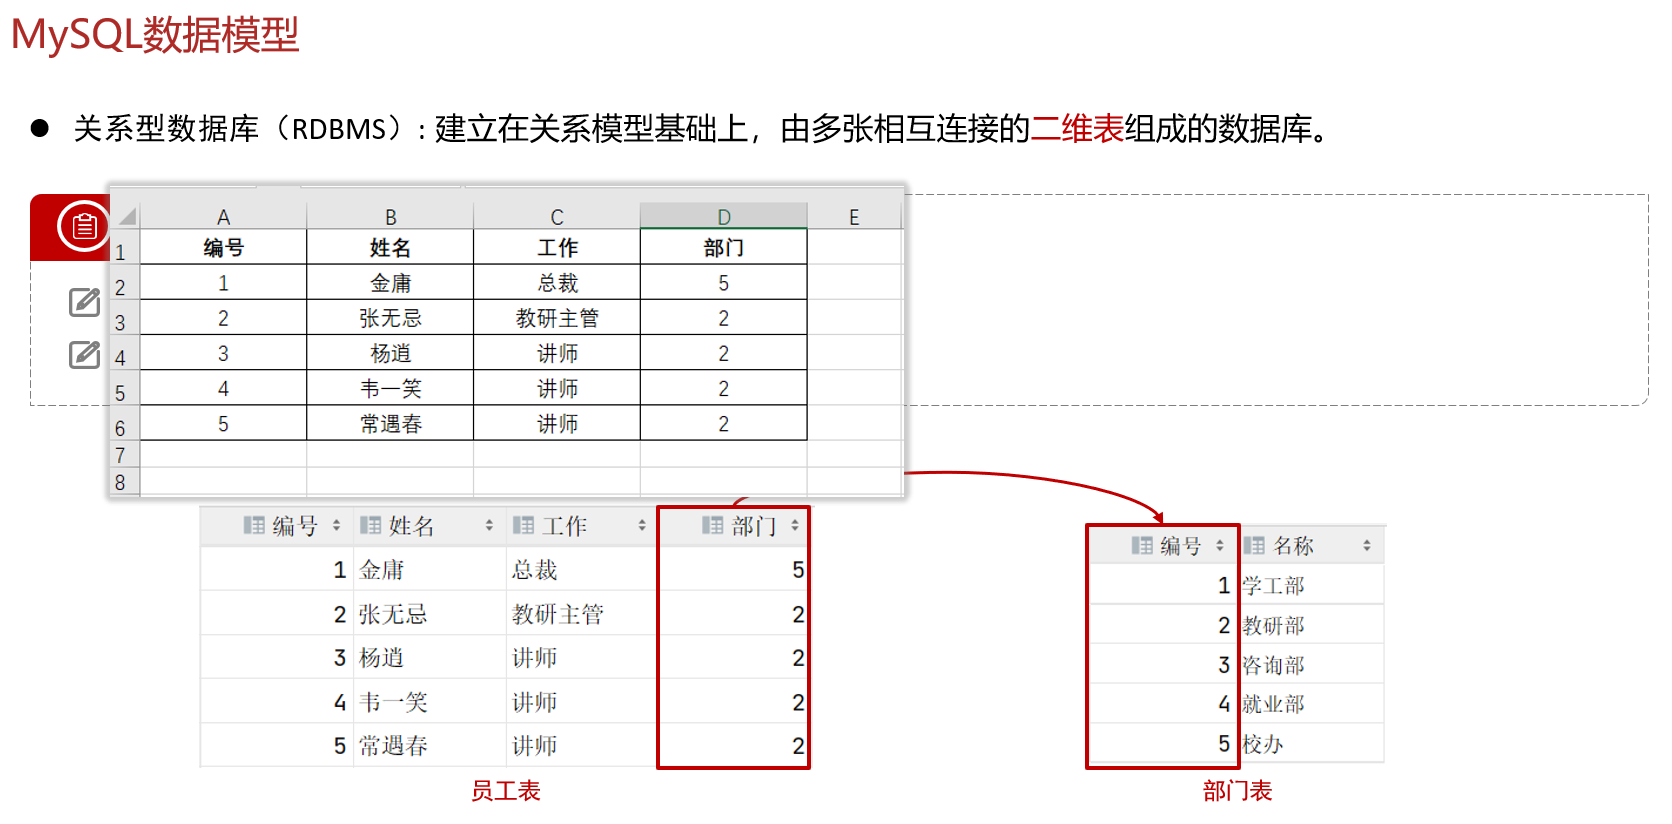 MySQL数据模型
● 关系型数据库（RDBMS）: 建立在关系模型基础上，由多张相互连接的二维表组成的数据库。
A B C D E
1 编号 姓名 工作 部门
2 1 金庸 总裁 5
3 2 张无忌 教研主管 2
4 3 杨逍 讲师 2
5 4 韦一笑 讲师 2
6 5 常遇春 讲师 2
7
8
编号 姓名 工作 部门
1 金庸 总裁 5
2 张无忌 教研主管 2
3 杨逍 讲师 2
4 韦一笑 讲师 2
5 常遇春 讲师 2
员工表
编号 名称
1 学工部
2 教研部
3 咨询部
4 就业部
5 校办
部门表